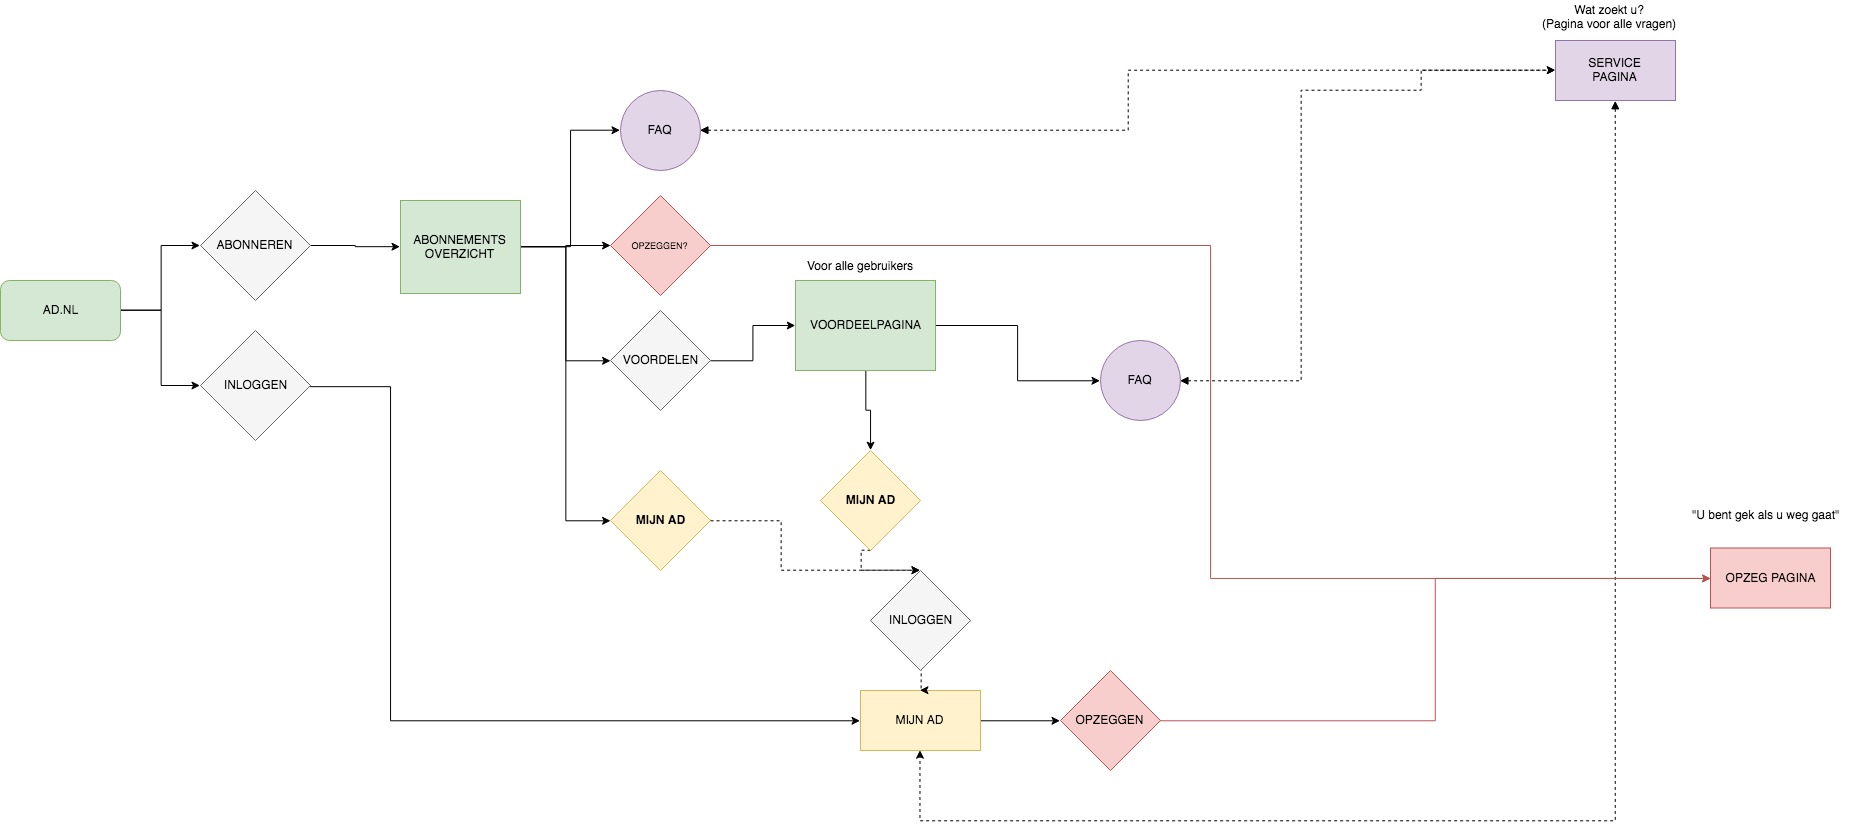 Wat zoekt u?
(Pagina voor alle vragen)
SERVICE
PAGINA
FAQ
ABONNEREN
ABONNEMENTS
OVERZICHT
OPZEGGEN?
Voor alle gebruikers
AD.NL
VOORDEELPAGINA
VOORDELEN
INLOGGEN
FAQ
MIJN AD
MIJN AD
"U bent gek als u weg gaat"
OPZEG PAGINA
INLOGGEN
MIJN AD
OPZEGGEN